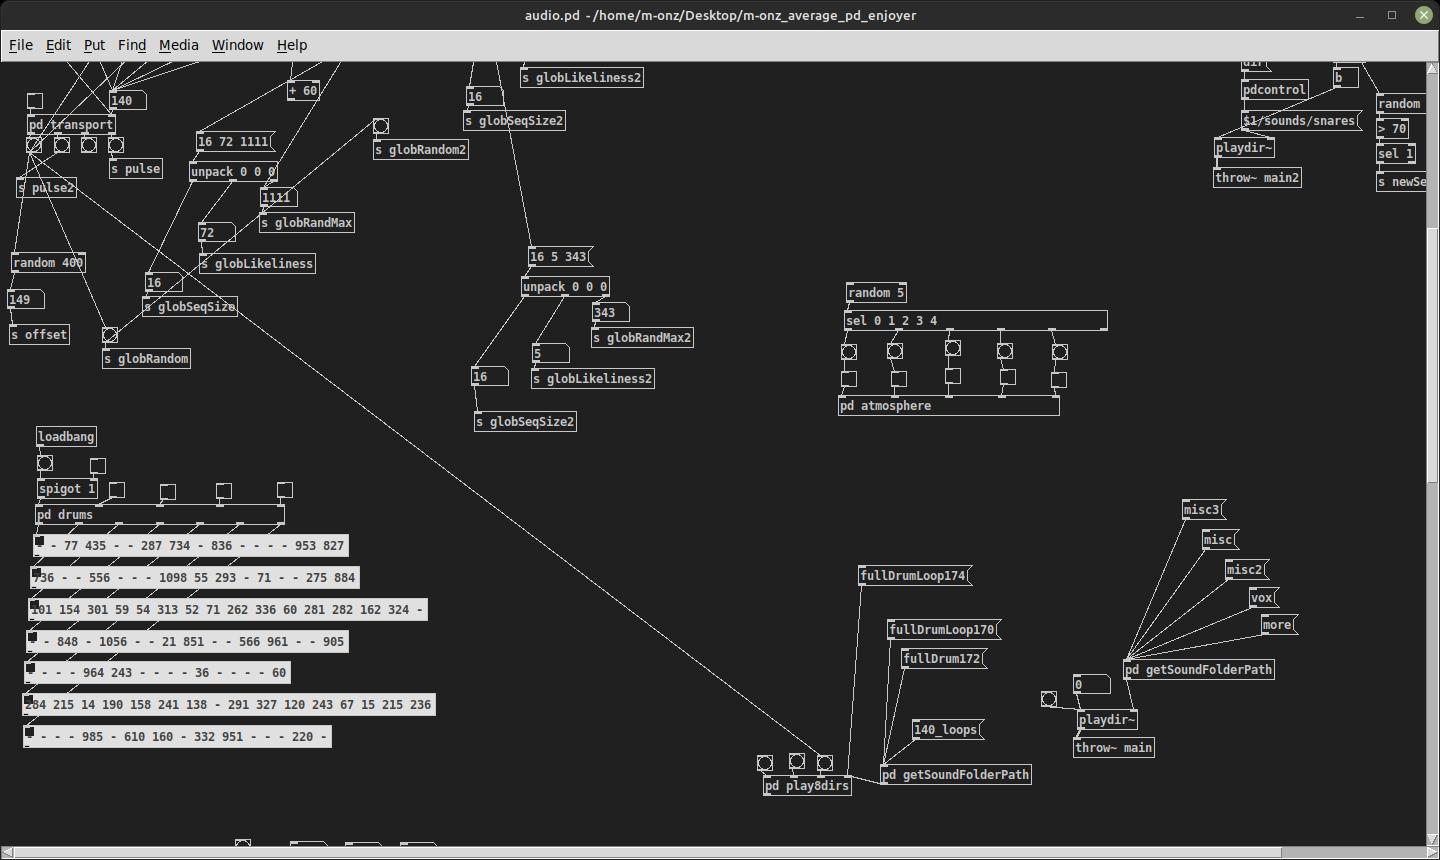 audio.pd - /home/m-onz/Desktop/m-onz_average_pd_enjoyer
File Edit Put Find Media Window Help
s globLikeliness2
b
+ 60
pdcontrol
140
16
random
pd transport
s globSeqSize2
$1/sounds/snares
> 70
16 72 1111
playdir~
s globRandom2
sel 1
s pulse
unpack 0 0 0
throw~ main2
s newSe
s pulse2
1111
s globRandMax
72
random 400
s globLikeliness
16 5 343
16
unpack 0 0 0
random 5
149
s globSeqSize
343
sel 0 1 2 3 4
s offset
s globRandMax2
s globRandom
5
16
s globLikeliness2
pd atmosphere
s globSeqSize2
loadbang
spigot 1
pd drums
misc3
- - 77 435 - - 287 734 - 836 - - - - 953 827
misc
736 - - 556 - - - 1098 55 293 - 71 - - 275 884
fullDrumLoop174
misc2
101 154 301 59 54 313 52 71 262 336 60 281 282 162 324 -
vox
more
fullDrumLoop170
- - 848 - 1056 - - 21 851 - - 566 961 - - 905
fullDrum172
- - - - 964 243 - - - - 36 - - - - 60
pd getSoundFolderPath
0
284 215 14 190 158 241 138 - 291 327 120 243 67 15 215 236
playdir~
140_loops
- - - - 985 - 610 160 - 332 951 - - - 220 -
throw~ main
pd play8dirs
pd getSoundFolderPath